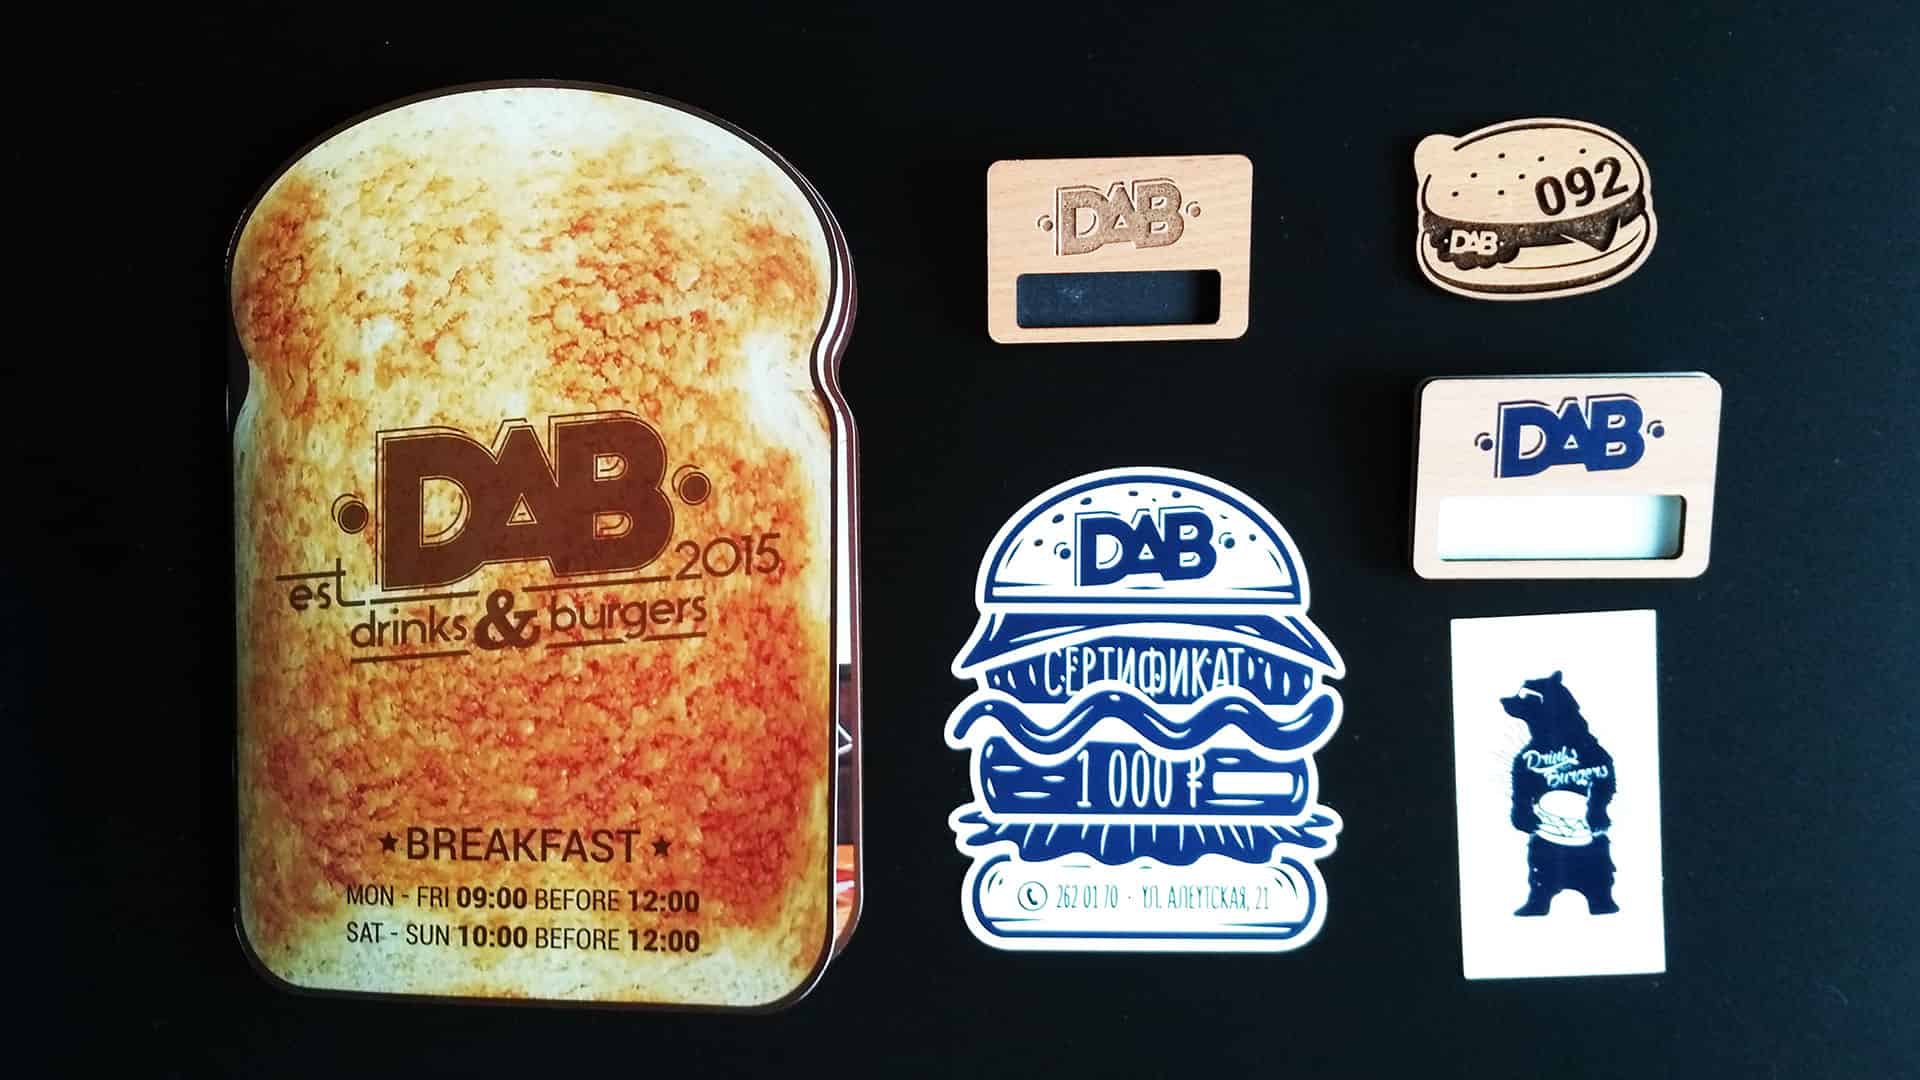 DAB
est 2015
drinks & burgers
★BREAKFAST★
MON - FRI 09:00 BEFORE 12:00
SAT - SUN 10:00 BEFORE 12:00
DAB
092
DAB
DAB
DAB
СЕРТИФИКАТ
1 000 ₽
262 01 70 · УЛ. АЛЕУТСКАЯ, 21
Drinks
Burgers